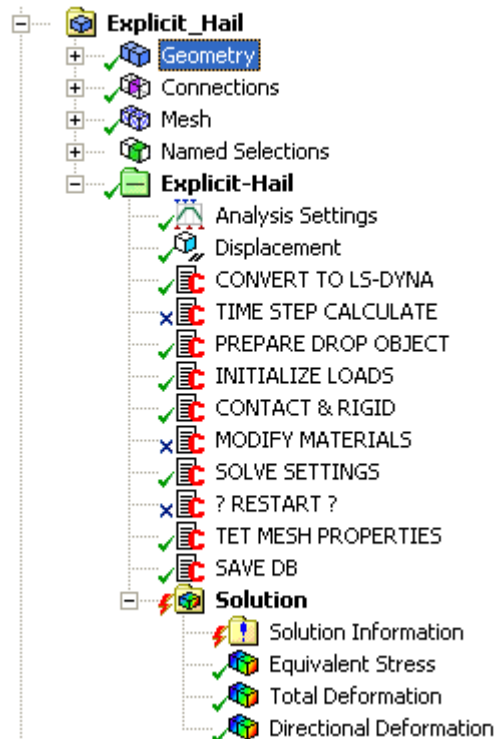 Explicit_Hail
Geometry
Connections
Mesh
Named Selections
Explicit-Hail
Analysis Settings
Displacement
CONVERT TO LS-DYNA
TIME STEP CALCULATE
PREPARE DROP OBJECT
INITIALIZE LOADS
CONTACT & RIGID
MODIFY MATERIALS
SOLVE SETTINGS
? RESTART ?
TET MESH PROPERTIES
SAVE DB
Solution
Solution Information
Equivalent Stress
Total Deformation
Directional Deformation